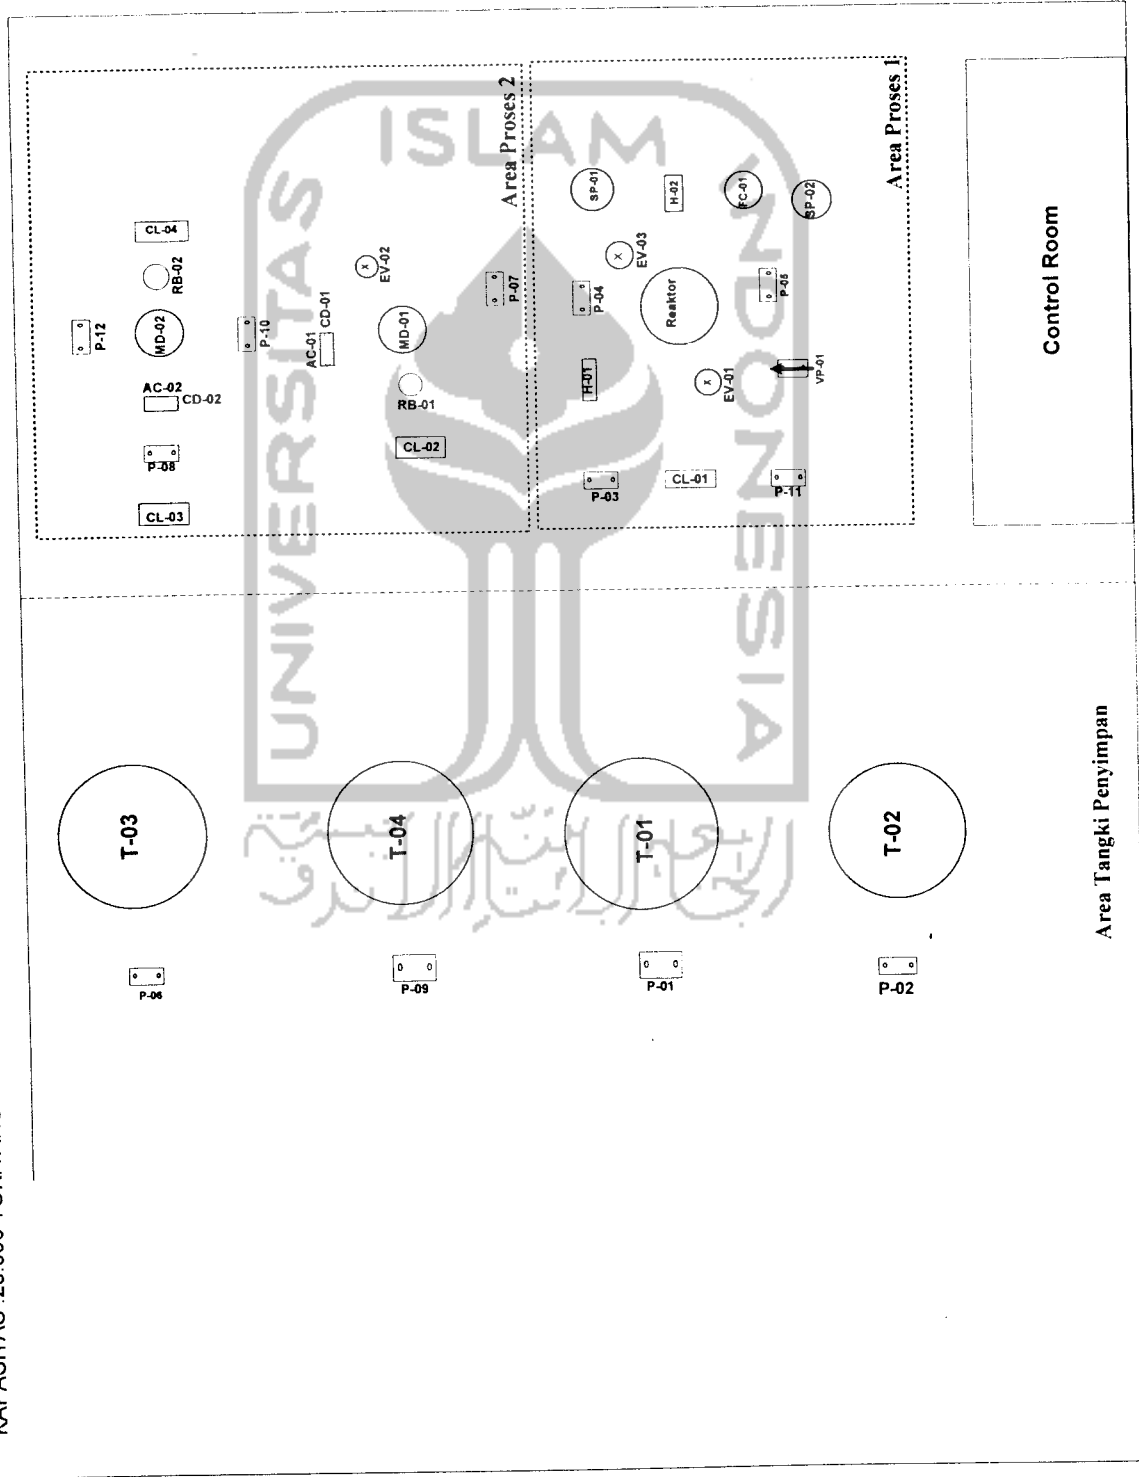 Area Proses 2
CL-04
RB-02
MD-02
P-12
P-10
AC-02
CD-02
P-08
CL-03
AC-01
CD-01
EV-02
MD-01
RB-01
CL-02
P-07
Area Proses 1
SP-01
H-02
FC-01
SP-02
EV-03
P-04
Reaktor
P-05
H-01
EV-01
VP-01
P-03
CL-01
P-11
Control Room
T-03
T-04
T-01
T-02
P-06
P-09
P-01
P-02
Area Tangki Penyimpan
UNIVERSITAS
ISLAM
INDONESIA